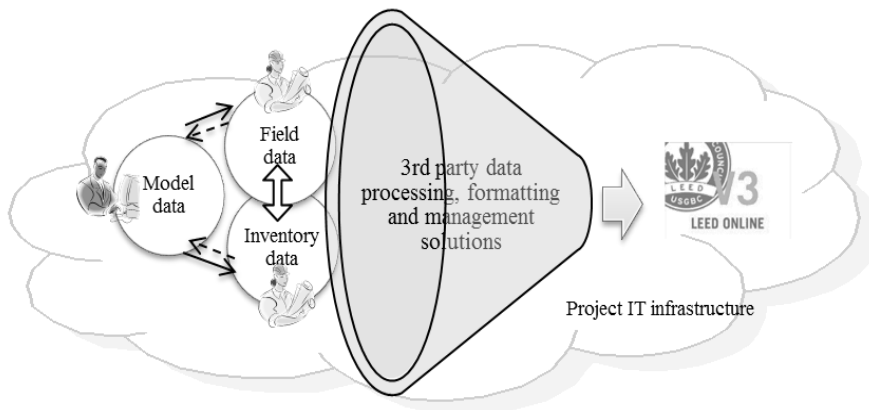 Field
data
Model
data
Inventory
data
3rd party data
processing, formatting
and management
solutions
OUNCIL
LEED
USGBC
V3
LEED ONLINE
Project IT infrastructure